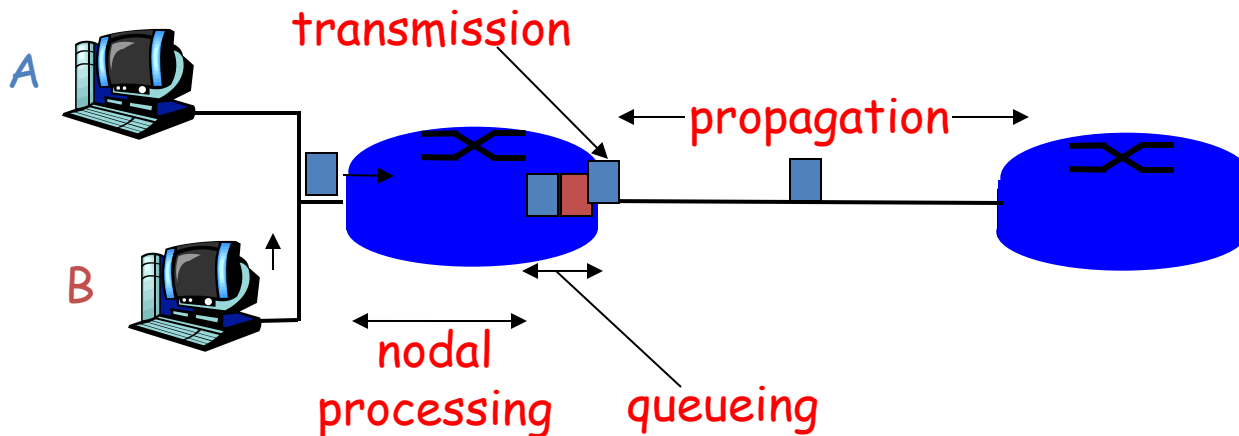 transmission
A
propagation
B
nodal
processing
queueing